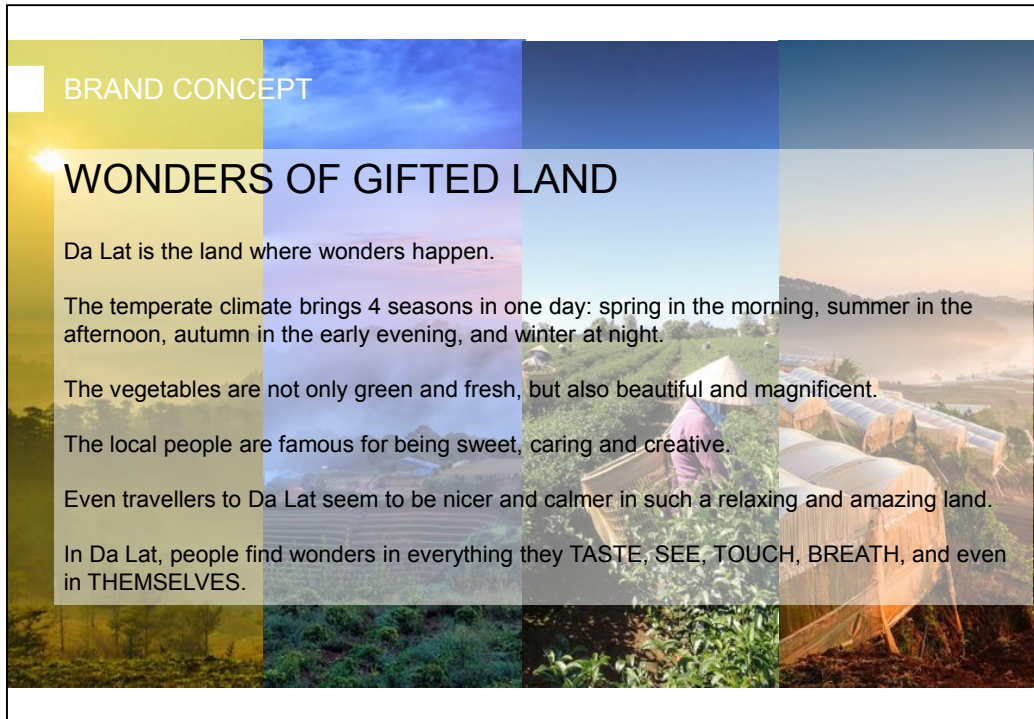 BRAND CONCEPT
WONDERS OF GIFTED LAND
Da Lat is the land where wonders happen.
The temperate climate brings 4 seasons in one day: spring in the morning, summer in the
afternoon, autumn in the early evening, and winter at night.
The vegetables are not only green and fresh, but also beautiful and magnificent.
The local people are famous for being sweet, caring and creative.
Even travellers to Da Lat seem to be nicer and calmer in such a relaxing and amazing land.
In Da Lat, people find wonders in everything they TASTE, SEE, TOUCH, BREATH, and even
in THEMSELVES.